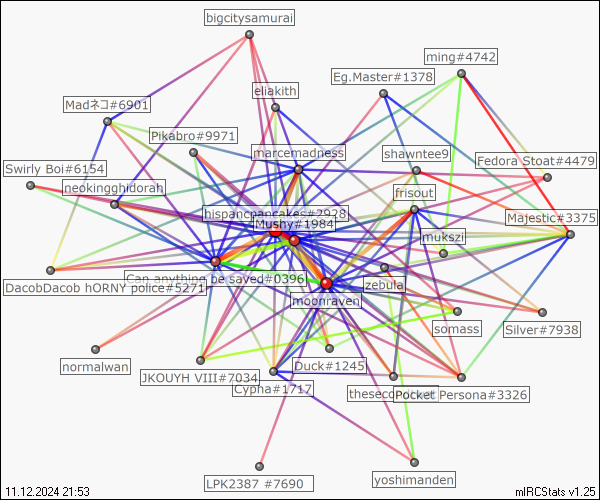 bigcitysamurai
ming#4742
Eg.Master#1378
eliakith
Madネコ#6901
Pikabro#9971
marcemadness
shawntee9
Fedora Stoat#4479
Swirly Boi#6154
neokingghidorah
frisout
hispanicpancakes#2928
Majestic#3375
Mushy#1984
mukszi
Can anything be saved#0396
DacobDacob hORNY police#5271
zebula
moonraven
somass
Silver#7938
normalwan
Duck#1245
JKOUYH VIII#7034
Cypha#1717
Pocket Persona#3326
yoshimanden
LPK2387 #7690
11.12.2024 21:53
mIRCStats v1.25